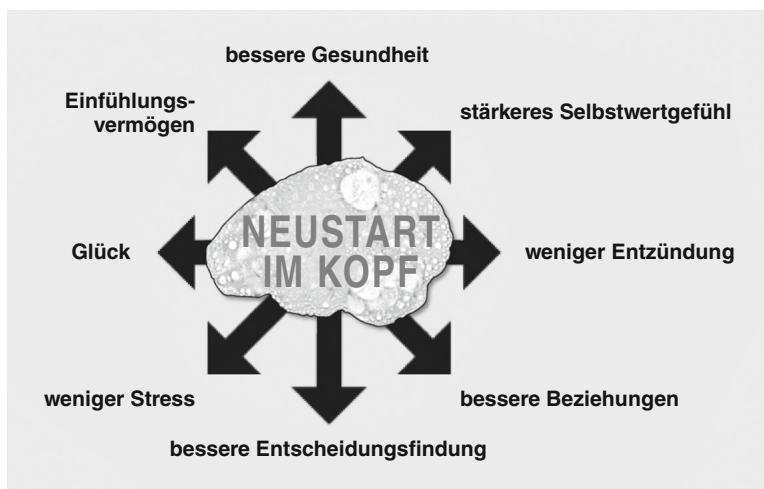 bessere Gesundheit
Einfühlungs-
vermögen
stärkeres Selbstwertgefühl
NEUSTART
IM KOPF
Glück
weniger Entzündung
weniger Stress
bessere Beziehungen
bessere Entscheidungsfindung